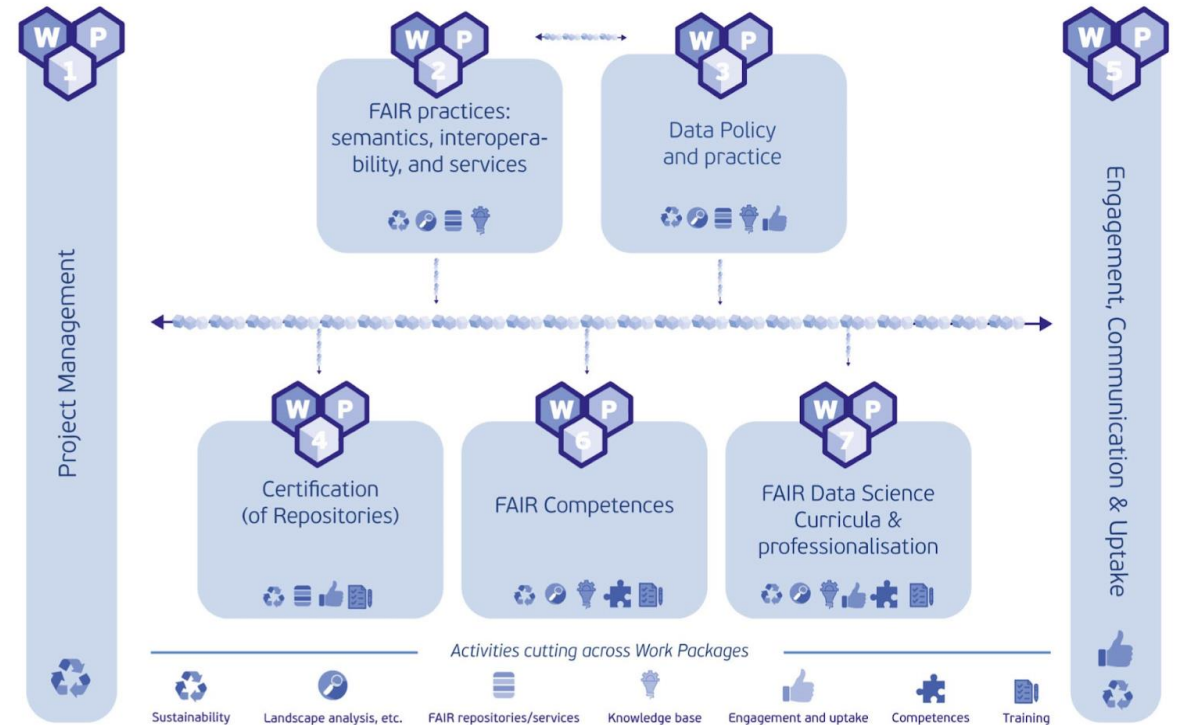 W P
1
Project Management
W P
2
FAIR practices:
semantics, interopera-
bility, and services
W P
3
Data Policy
and practice
W P
4
Certification
(of Repositories)
W P
6
FAIR Competences
W P
7
FAIR Data Science
Curricula &
professionalisation
W P
5
Engagement, Communication & Uptake
Activities cutting across Work Packages
Sustainability
Landscape analysis, etc.
FAIR repositories/services
Knowledge base
Engagement and uptake
Competences
Training